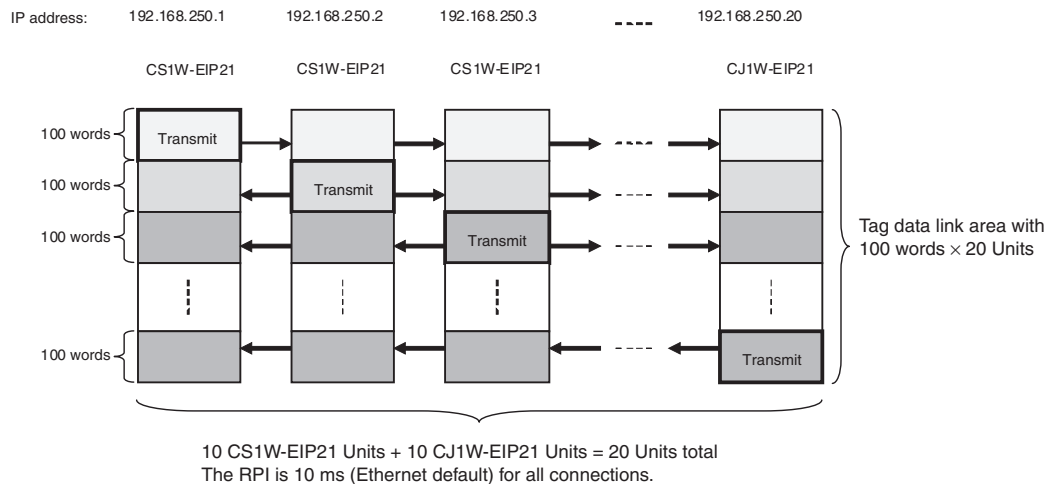 IP address: 192.168.250.1 192.168.250.2 192.168.250.3 192.168.250.20
CS1W-EIP21 CS1W-EIP21 CS1W-EIP21 CJ1W-EIP21
100 words Transmit
100 words Transmit
100 words Transmit
Tag data link area with
100 words × 20 Units
100 words Transmit
10 CS1W-EIP21 Units + 10 CJ1W-EIP21 Units = 20 Units total
The RPI is 10 ms (Ethernet default) for all connections.